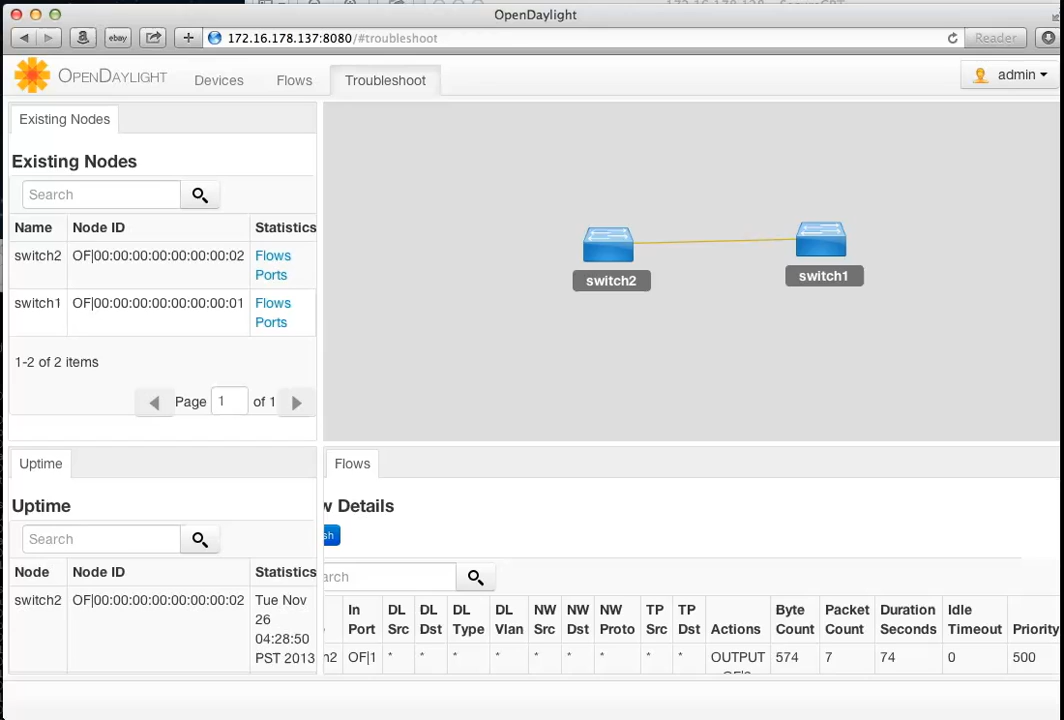 OpenDaylight
ebay
172.16.178.137:8080/#troubleshoot
Reader
OPENDAYLIGHT
Devices
Flows
Troubleshoot
admin
Existing Nodes
Existing Nodes
Search
Name Node ID Statistics
switch2 OF|00:00:00:00:00:00:00:02 Flows
Ports
switch1 OF|00:00:00:00:00:00:00:01 Flows
Ports
1-2 of 2 items
Page 1 of 1
switch2
switch1
Uptime
Uptime
Search
Node Node ID Statistics
switch2 OF|00:00:00:00:00:00:00:02 Tue Nov
26
04:28:50
PST 2013
Flows
w Details
sh
arch
In Port DL Src DL Dst DL Type DL Vlan NW Src NW Dst NW Proto TP Src TP Dst Actions Byte Count Packet Count Duration Seconds Idle Timeout Priority
h2 OF|1 * * * * * * * * * OUTPUT 574 7 74 0 500